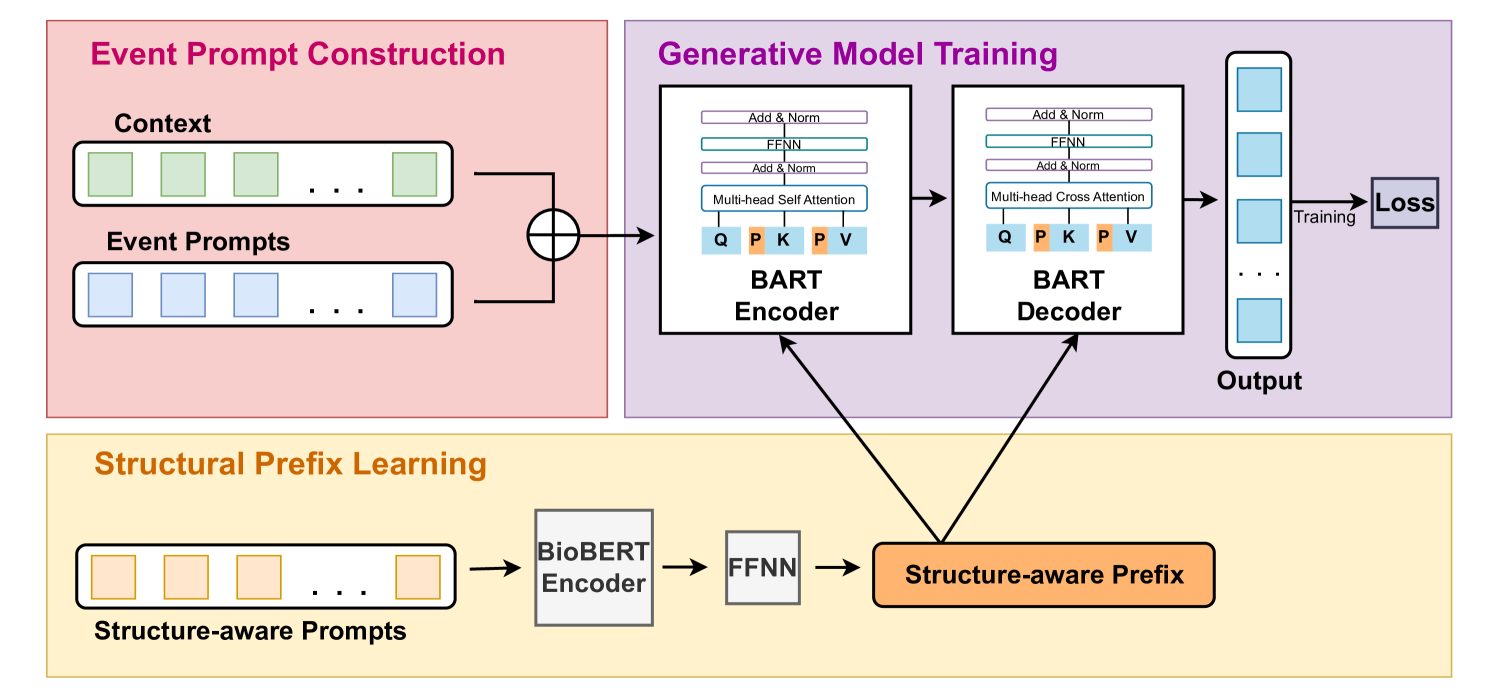 Event Prompt Construction
Context
. . .
Event Prompts
. . .
Generative Model Training
Add & Norm
FFNN
Add & Norm
Multi-head Self Attention
Q P K P V
BART
Encoder
Add & Norm
FFNN
Add & Norm
Multi-head Cross Attention
Q P K P V
BART
Decoder
. . .
Output
Training
Loss
Structural Prefix Learning
. . .
Structure-aware Prompts
BioBERT
Encoder
FFNN
Structure-aware Prefix